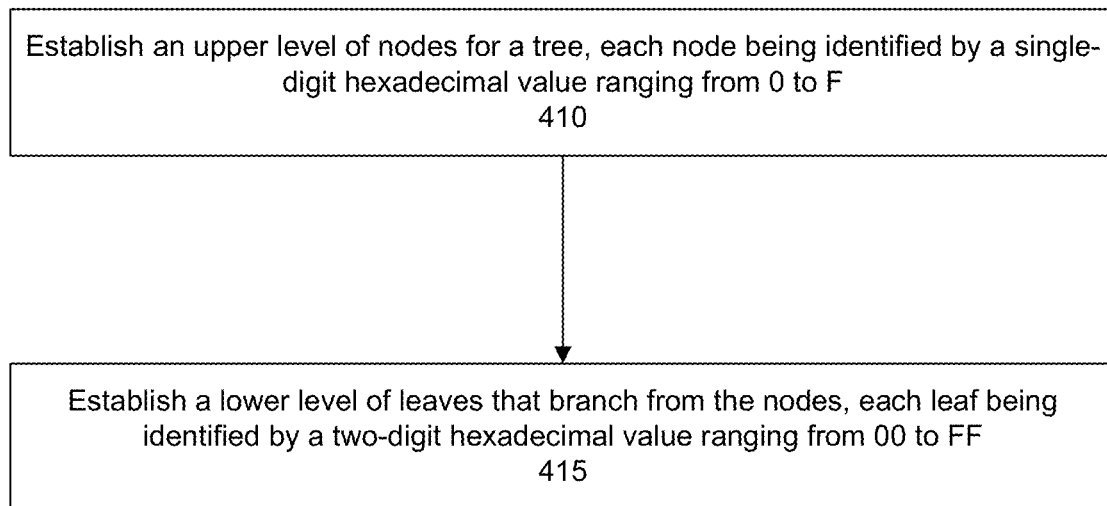 Establish an upper level of nodes for a tree, each node being identified by a single-
digit hexadecimal value ranging from 0 to F
410
Establish a lower level of leaves that branch from the nodes, each leaf being
identified by a two-digit hexadecimal value ranging from 00 to FF
415